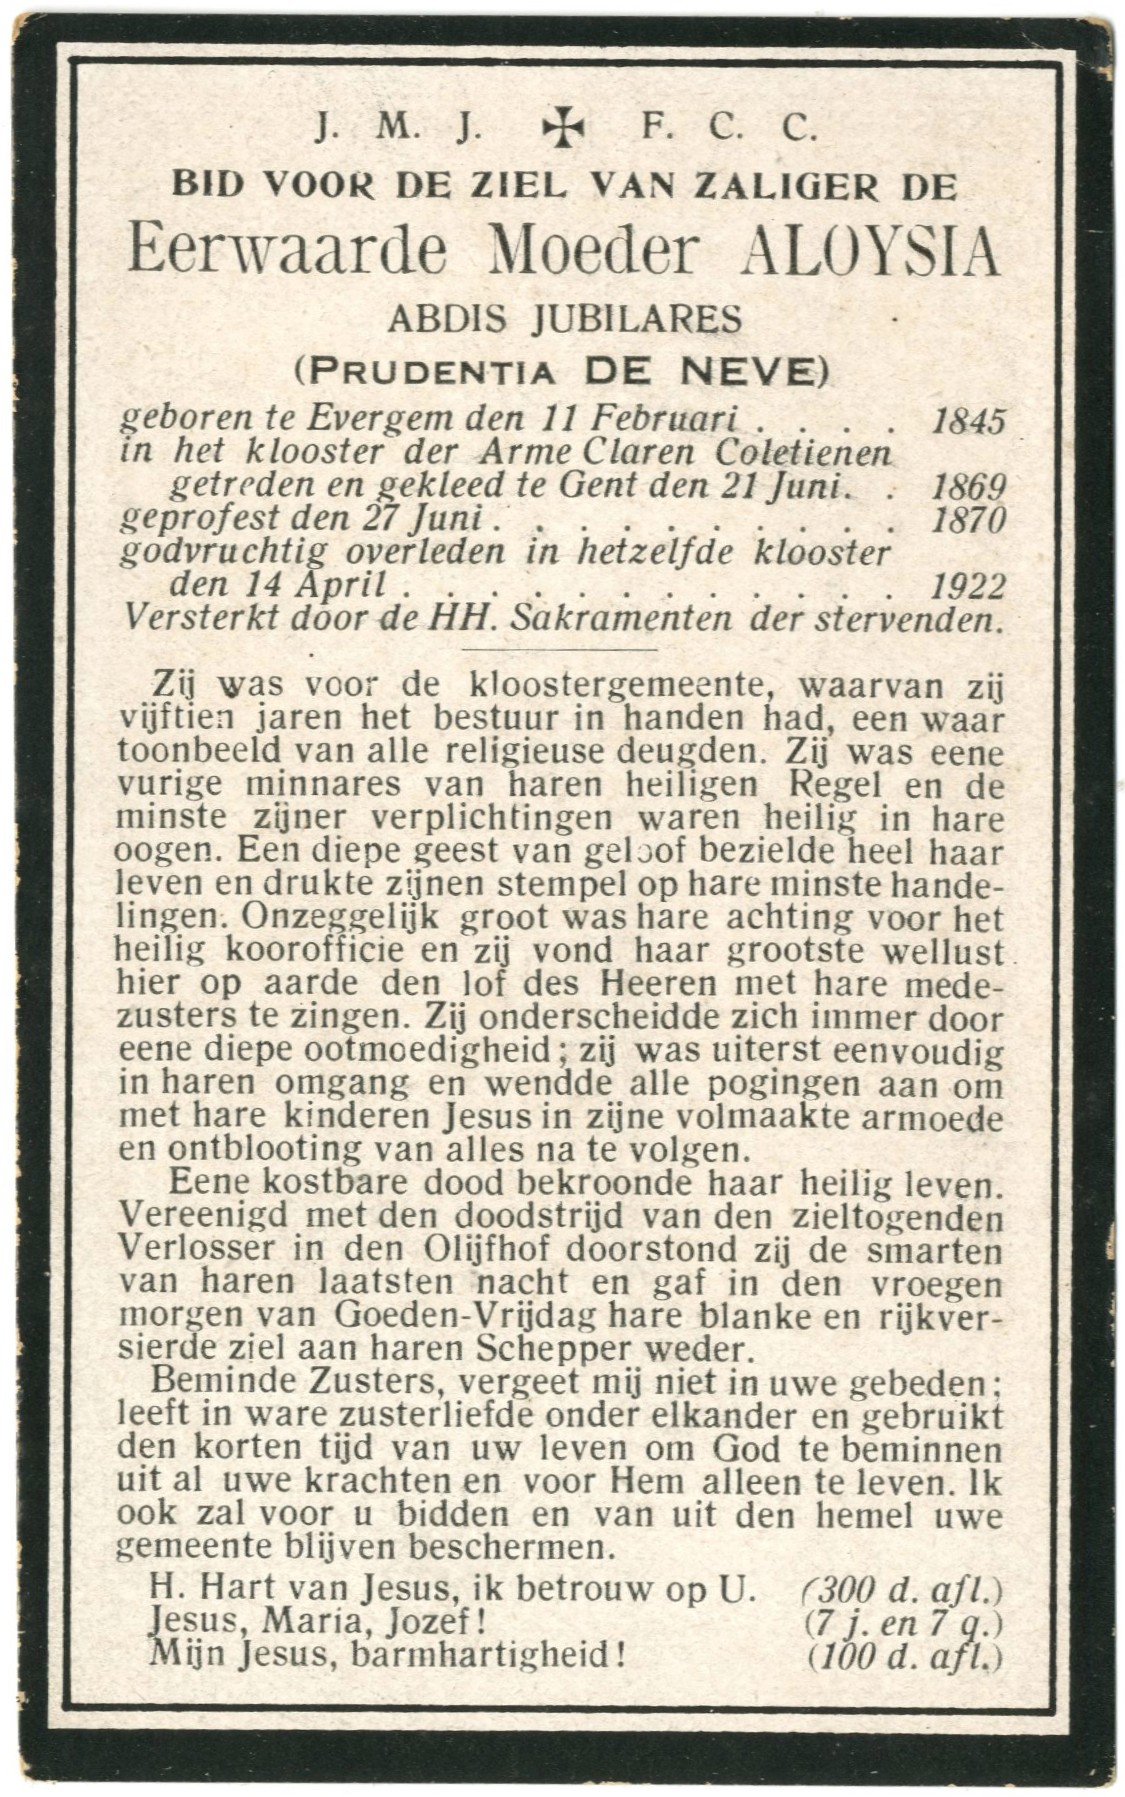 J. M. J. ✠ F. C. C.
BID VOOR DE ZIEL VAN ZALIGER DE
Eerwaarde Moeder ALOYSIA
ABDIS JUBILARES
(PRUDENTIA DE NEVE)
geboren te Evergem den 11 Februari . . . . 1845
in het klooster der Arme Claren Coletienen
getreden en gekleed te Gent den 21 Juni. . 1869
geprofest den 27 Juni . . . . . . . . . . 1870
godvruchtig overleden in hetzelfde klooster
den 14 April . . . . . . . . . . . . 1922
Versterkt door de HH. Sakramenten der stervenden.
Zij was voor de kloostergemeente, waarvan zij
vijftien jaren het bestuur in handen had, een waar
toonbeeld van alle religieuse deugden. Zij was eene
vurige minnares van haren heiligen Regel en de
minste zijner verplichtingen waren heilig in hare
oogen. Een diepe geest van geloof bezielde heel haar
leven en drukte zijnen stempel op hare minste hande-
lingen. Onzeggelijk groot was hare achting voor het
heilig koorofficie en zij vond haar grootste wellust
hier op aarde den lof des Heeren met hare mede-
zusters te zingen. Zij onderscheidde zich immer door
eene diepe ootmoedigheid; zij was uiterst eenvoudig
in haren omgang en wendde alle pogingen aan om
met hare kinderen Jesus in zijne volmaakte armoede
en ontblooting van alles na te volgen.
Eene kostbare dood bekroonde haar heilig leven.
Vereenigd met den doodstrijd van den zieltogenden
Verlosser in den Olijfhof doorstond zij de smarten
van haren laatsten nacht en gaf in den vroegen
morgen van Goeden-Vrijdag hare blanke en rijkver-
sierde ziel aan haren Schepper weder.
Beminde Zusters, vergeet mij niet in uwe gebeden;
leeft in ware zusterliefde onder elkander en gebruikt
den korten tijd van uw leven om God te beminnen
uit al uwe krachten en voor Hem alleen te leven. Ik
ook zal voor u bidden en van uit den hemel uwe
gemeente blijven beschermen.
H. Hart van Jesus, ik betrouw op U. (300 d. afl.)
Jesus, Maria, Jozef! (7 j. en 7 q.)
Mijn Jesus, barmhartigheid! (100 d. afl.)